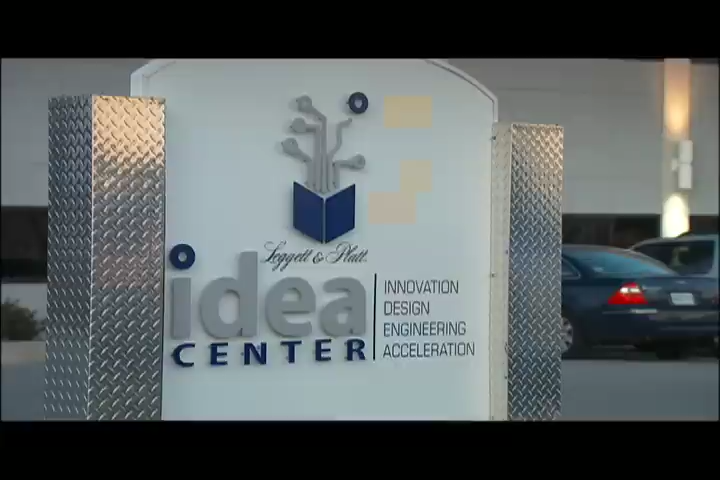 Leggett & Platt.
idea
CENTER
INNOVATION
DESIGN
ENGINEERING
ACCELERATION